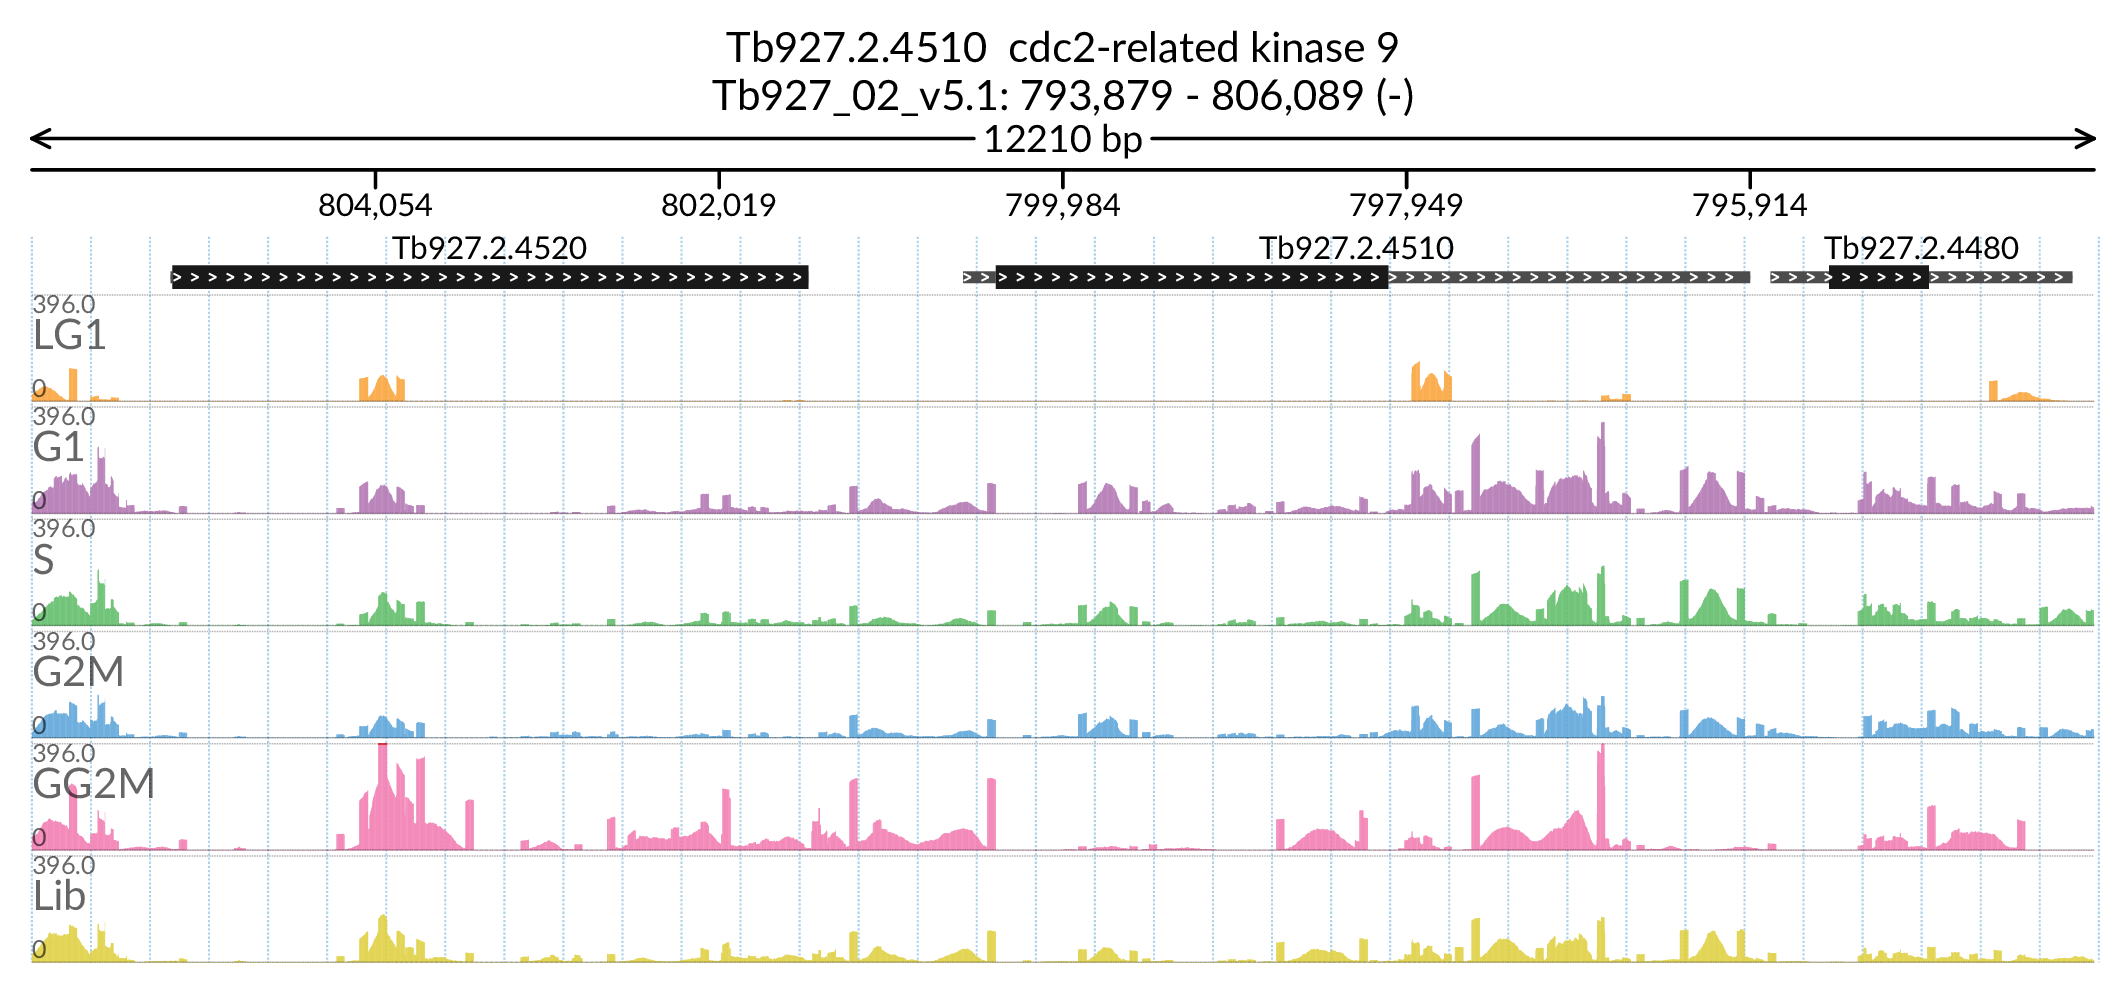 Tb927.2.4510 cdc2-related kinase 9
Tb927_02_v5.1: 793,879 - 806,089 (-)
12210 bp
804,054 802,019 799,984 797,949 795,914
Tb927.2.4520 Tb927.2.4510 Tb927.2.4480
396.0
LG1
0
396.0
G1
0
396.0
S
0
396.0
G2M
0
396.0
GG2M
0
396.0
Lib
0